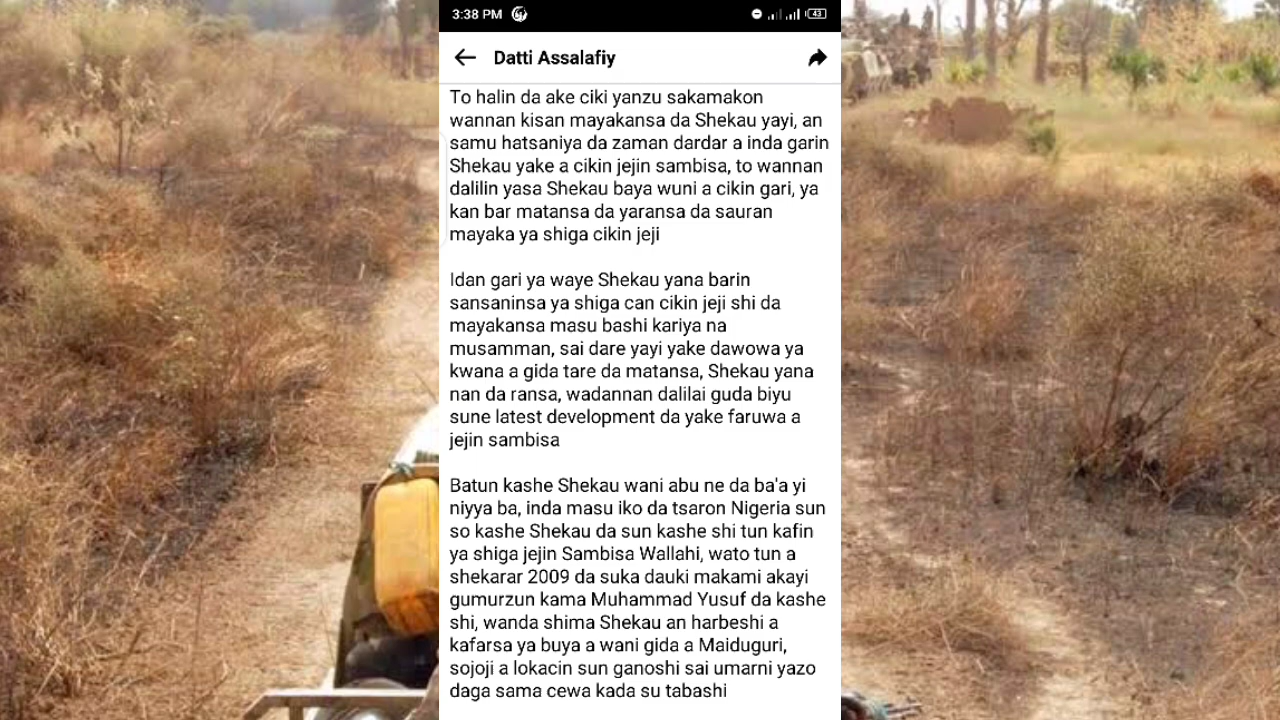 3:38 PM
43
Datti Assalafiy
To halin da ake ciki yanzu sakamakon
wannan kisan mayakansa da Shekau yayi, an
samu hatsaniya da zaman dardar a inda garin
Shekau yake a cikin jejin sambisa, to wannan
dalilin yasa Shekau baya wuni a cikin gari, ya
kan bar matansa da yaransa da sauran
mayaka ya shiga cikin jeji
Idan gari ya waye Shekau yana barin
sansaninsa ya shiga can cikin jeji shi da
mayakansa masu bashi kariya na
musamman, sai dare yayi yake dawowa ya
kwana a gida tare da matansa, Shekau yana
nan da ransa, wadannan dalilai guda biyu
sune latest development da yake faruwa a
jejin sambisa
Batun kashe Shekau wani abu ne da ba'a yi
niyya ba, inda masu iko da tsaron Nigeria sun
so kashe Shekau da sun kashe shi tun kafin
ya shiga jejin Sambisa Wallahi, wato tun a
shekarar 2009 da suka dauki makami akayi
gumurzun kama Muhammad Yusuf da kashe
shi, wanda shima Shekau an harbeshi a
kafarsa ya buya a wani gida a Maiduguri,
sojoji a lokacin sun ganoshi sai umarni yazo
daga sama cewa kada su tabashi